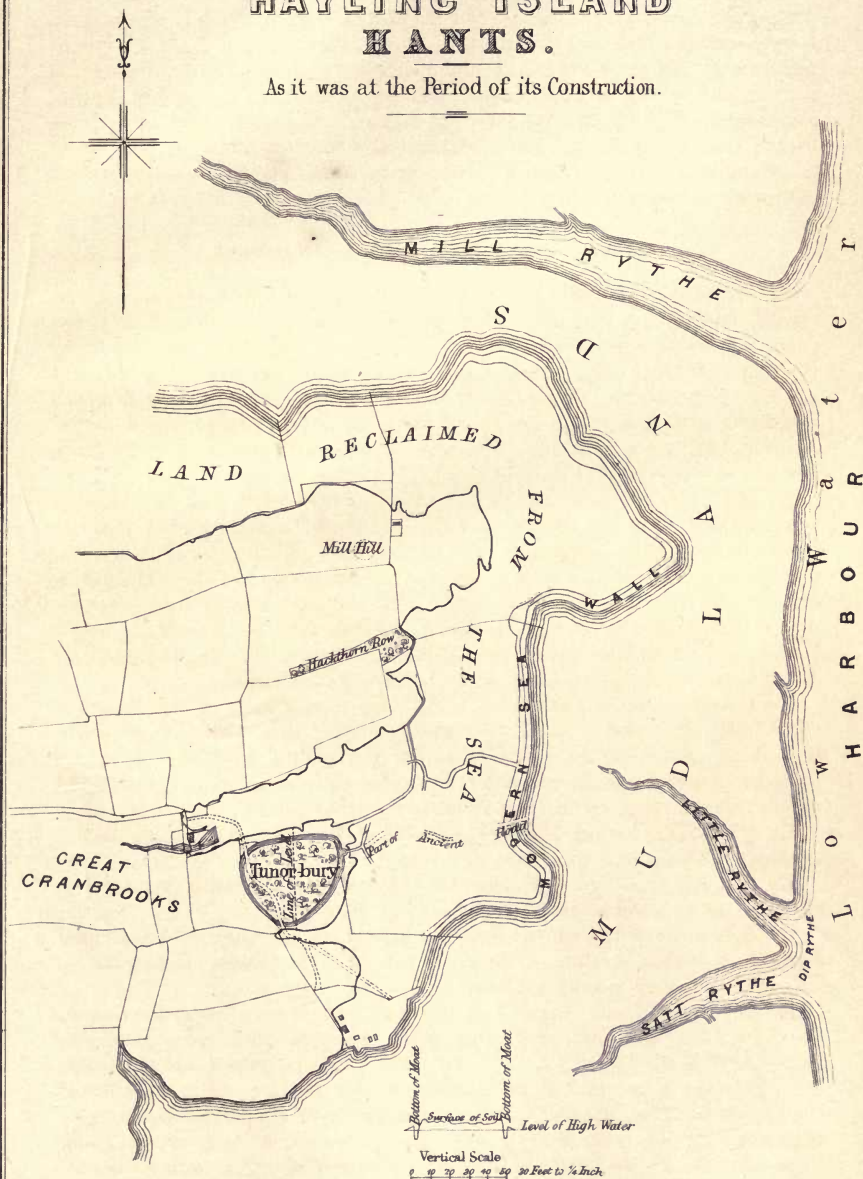 HAYLING ISLAND
HANTS.
As it was at the Period of its Construction.
MILL RYTHE
Low Water
HARBOUR
MUD LANDS
LAND RECLAIMED FROM THE SEA
Mill Hill
MODERN SEA WALL
Hackthorn Row
LITTLE RYTHE
Part of Ancient Road
GREAT
CRANBROOKS
Tunorbury
Line of Level
DIP RYTHE
SATT RYTHE
Bottom of Moat
Bottom of Moat
Surface of Soil
Level of High Water
Vertical Scale
0 10 20 30 40 50 20 Feet to ¼ Inch